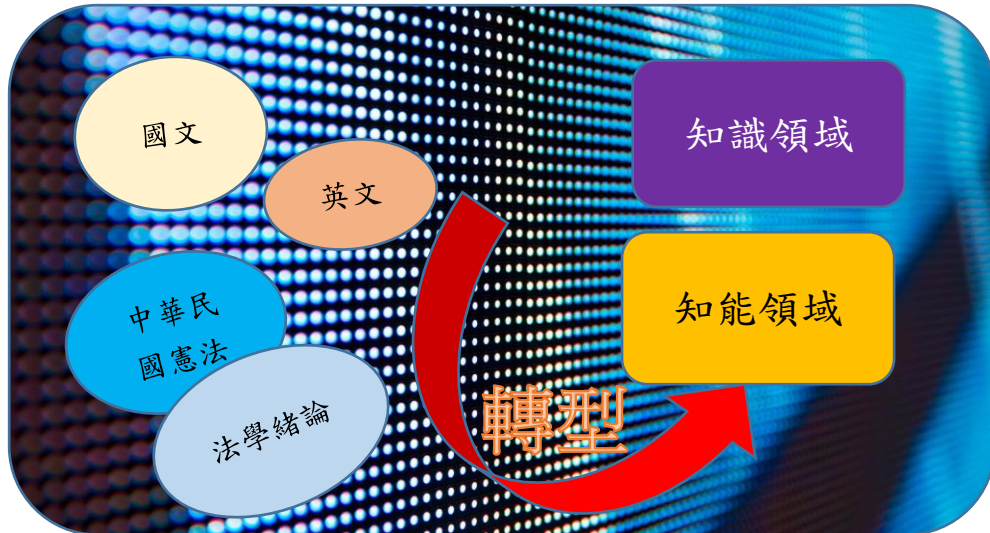 國文
英文
中華民
國憲法
法學緒論
轉型
知識領域
知能領域